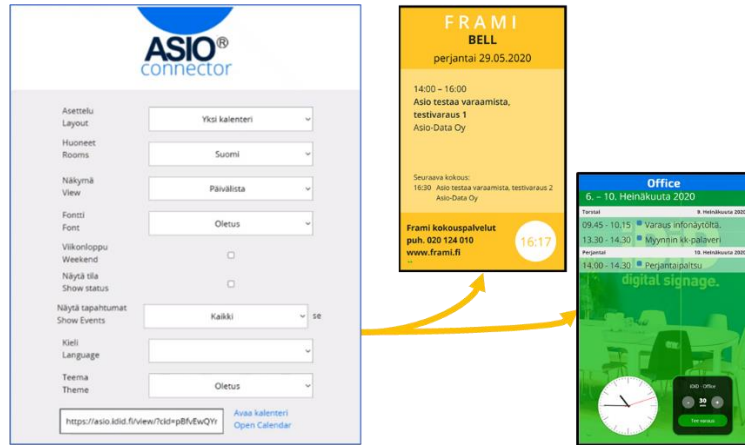 ASIO®
connector
Asettelu
Layout
Yksi kalenteri
Huoneet
Rooms
Suomi
Näkymä
View
Päivälista
Fontti
Font
Oletus
Viikonloppu
Weekend
Näytä tila
Show status
Näytä tapahtumat
Show Events
Kaikki
se
Kieli
Language
Teema
Theme
Oletus
https://asio.idid.fi/view/?cid=pBfvEwQYr
Avaa kalenteri
Open Calendar
FRAMI
BELL
perjantai 29.05.2020
14:00 – 16:00
Asio testaa varaamista,
testivaraus 1
Asio-Data Oy
Seuraava kokous:
16:30 Asio testaa varaamista, testivaraus 2
Asio-Data Oy
Frami kokouspalvelut
puh. 020 124 010
www.frami.fi
16:17
Office
6. – 10. Heinäkuuta 2020
Torstai 9. Heinäkuuta 2020
09.45 - 10.15 Varaus infonäytöltä.
13.30 - 14.30 Myynnin kk-palaveri
Perjantai 10. Heinäkuuta 2020
14:00 - 14.30 Perjantaipaltsu
digital signage.
IDID - Office
- 30 +
Tee varaus